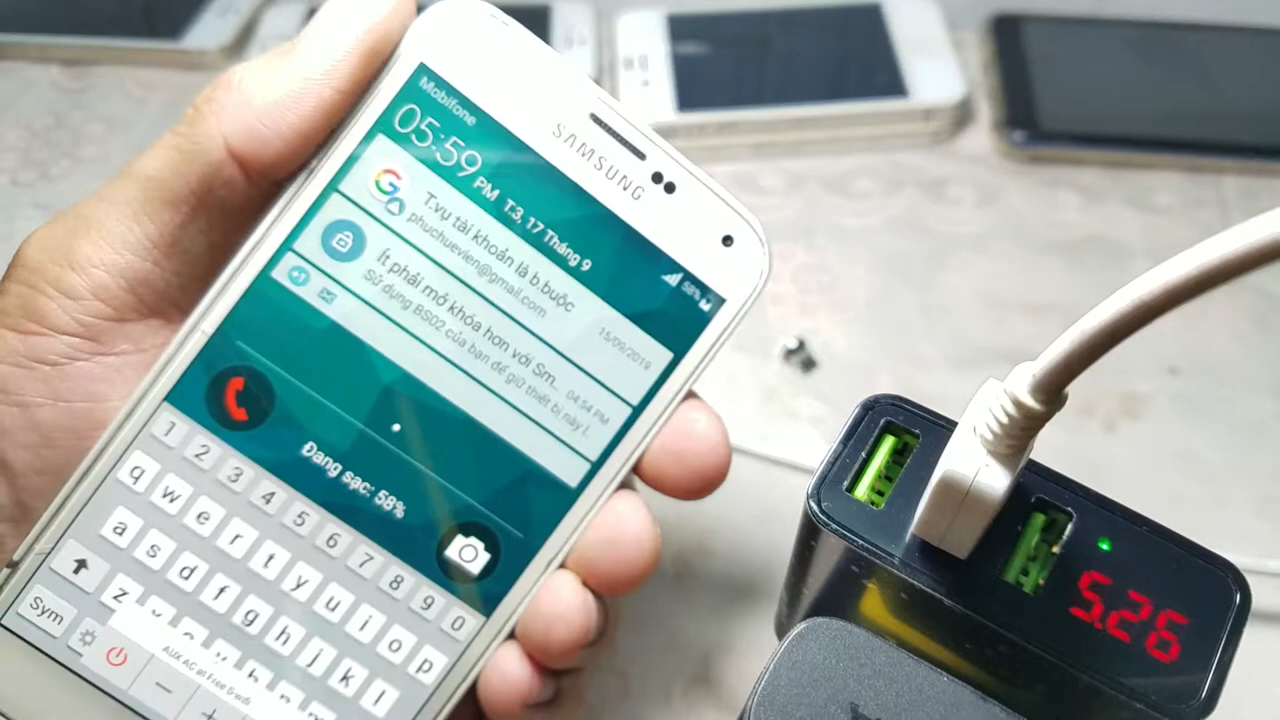 SAMSUNG
Mobifone
58%
05:59 PM T.3, 17 Tháng 9
T.vụ tài khoản là b.buộc
15/09/2019
phuchuevien@gmail.com
Ít phải mở khóa hơn với Sm...
04:54 PM
Sử dụng BS02 của bạn để giữ thiết bị này l..
+1
Đang sạc: 58%
1 2 3 4 5 6 7 8 9 0
q w e r t y u i o p
a s d f g h j k l
z
Sym
5.26